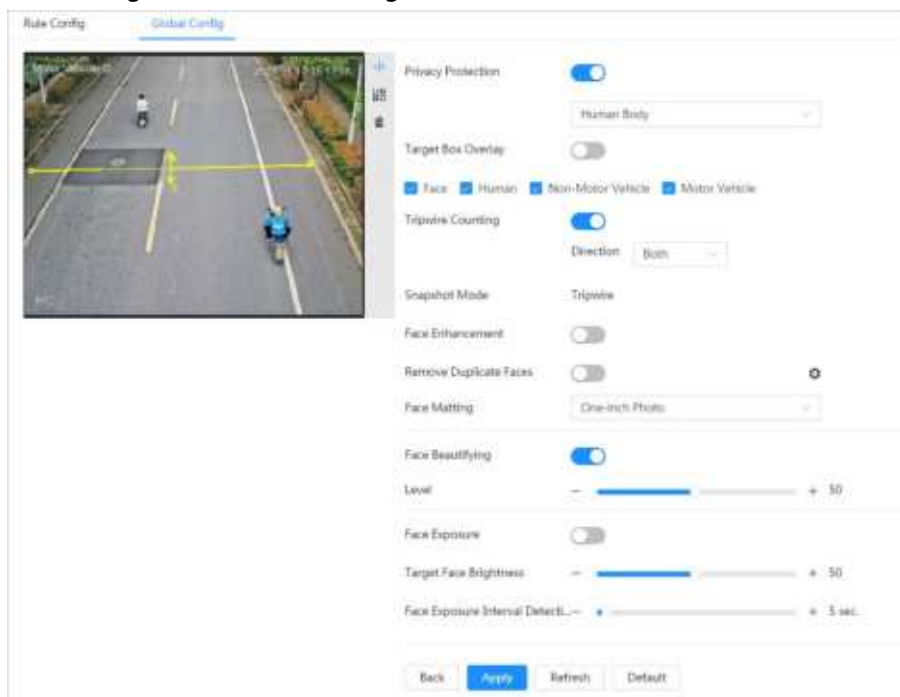 Rule Config Global Config
Privacy Protection
Human Body
Target Box Overlay
Face Human Non-Motor Vehicle Motor Vehicle
Tripwire Counting
Direction Both
Snapshot Mode Tripwire
Face Enhancement
Remove Duplicate Faces
Face Matting One-Inch Photo
Face Beautifying
Level − + 50
Face Exposure
Target Face Brightness − + 50
Face Exposure Interval Detecti... − + 5 sec.
Back Apply Refresh Default